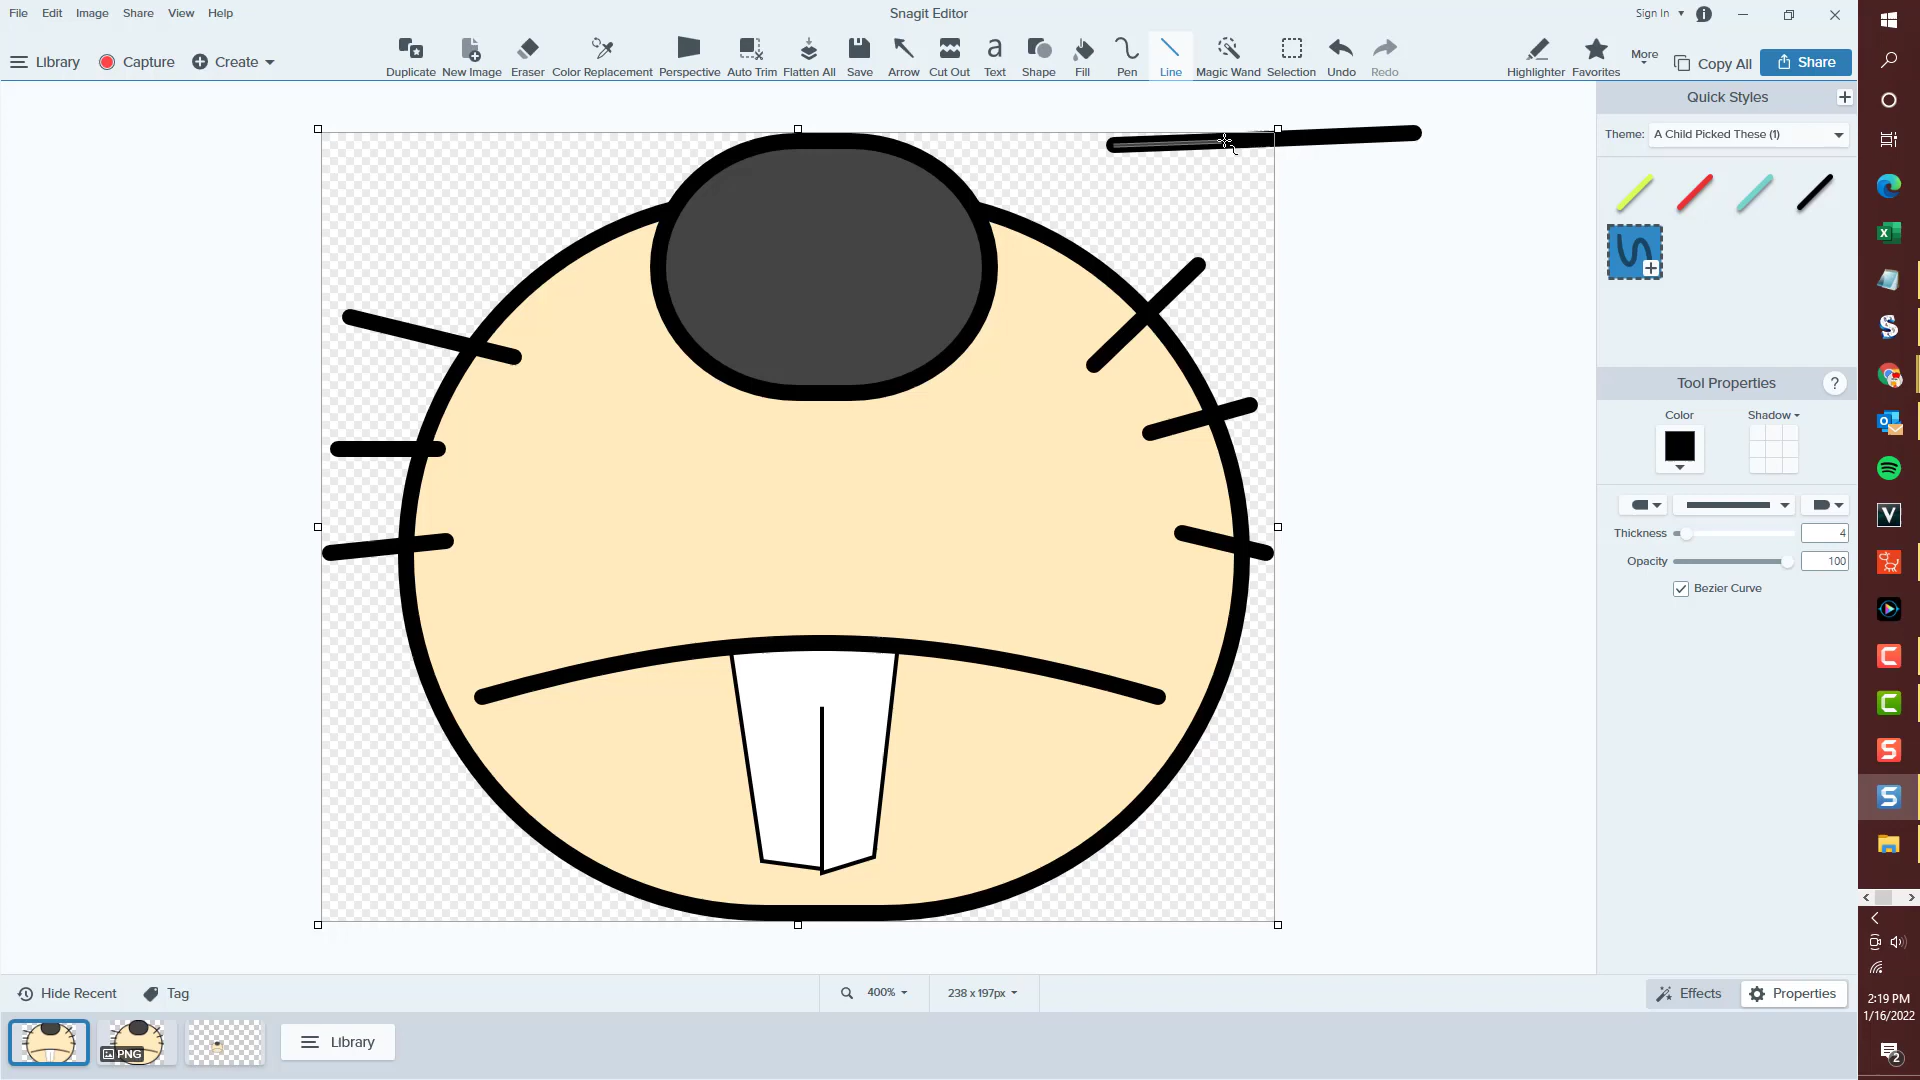 File Edit Image Share View Help
Snagit Editor
Sign In
Library Capture Create
Duplicate New Image Eraser Color Replacement Perspective Auto Trim Flatten All Save Arrow Cut Out Text Shape Fill Pen Line Magic Wand Selection Undo Redo
Highlighter Favorites More Copy All Share
Quick Styles
Theme: A Child Picked These (1)
Tool Properties ?
Color Shadow
Thickness 4
Opacity 100
Bezier Curve
Hide Recent Tag
400% 238 x 197px
Effects Properties
PNG
Library
2:19 PM
1/16/2022
2